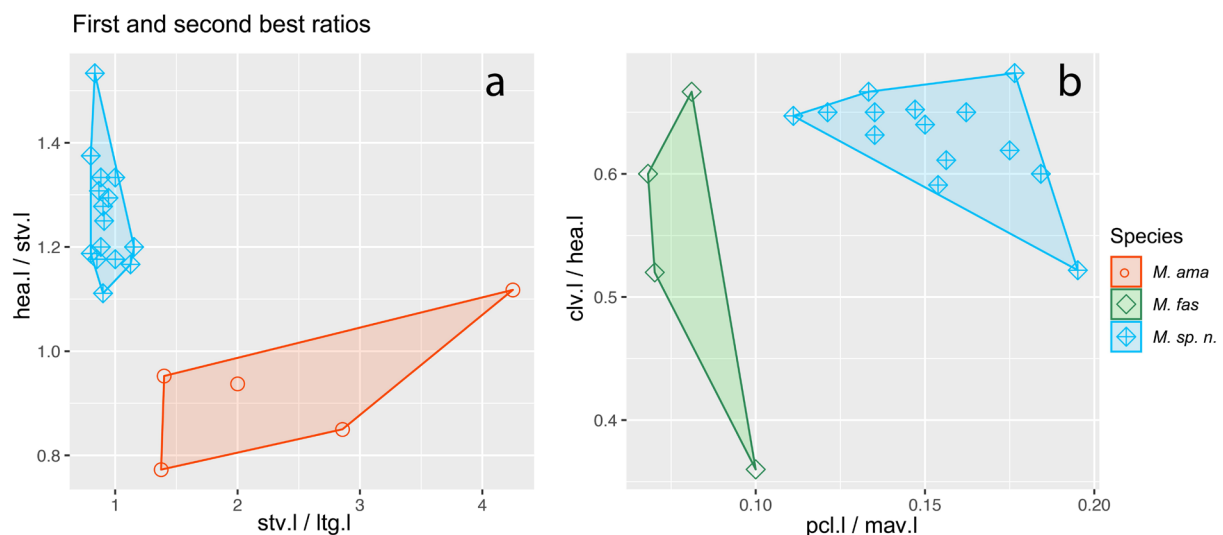 First and second best ratios
a
hea.l / stv.l
1.4
1.2
1.0
0.8
1
2
3
4
stv.l / ltg.l
b
clv.l / hea.l
0.6
0.5
0.4
0.10
0.15
0.20
pcl.l / mav.l
Species
M. ama
M. fas
M. sp. n.